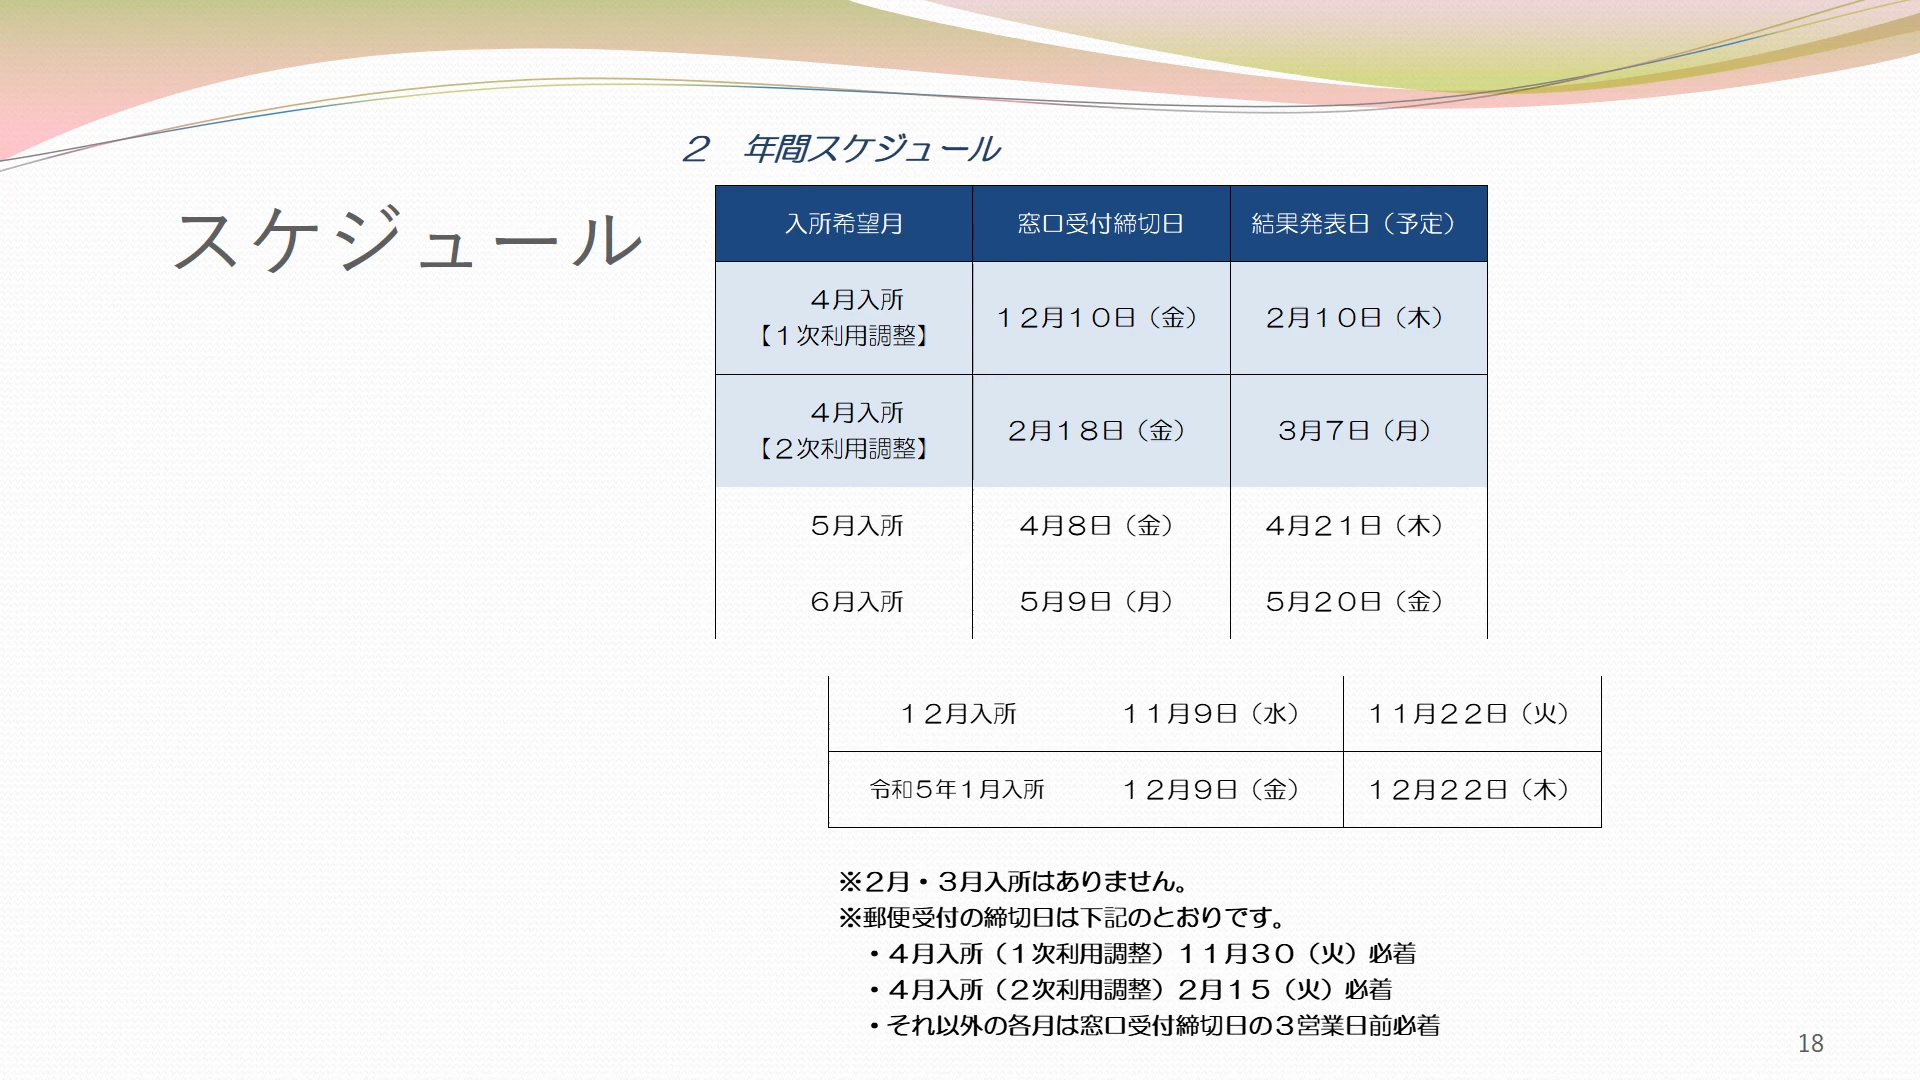 スケジュール
２　年間スケジュール
入所希望月　窓口受付締切日　結果発表日（予定）
４月入所
【１次利用調整】　１２月１０日（金）　２月１０日（木）
４月入所
【２次利用調整】　２月１８日（金）　３月７日（月）
５月入所　４月８日（金）　４月２１日（木）
６月入所　５月９日（月）　５月２０日（金）
１２月入所　１１月９日（水）　１１月２２日（火）
令和５年１月入所　１２月９日（金）　１２月２２日（木）
※２月・３月入所はありません。
※郵便受付の締切日は下記のとおりです。
・４月入所（１次利用調整）１１月３０（火）必着
・４月入所（２次利用調整）２月１５（火）必着
・それ以外の各月は窓口受付締切日の３営業日前必着
18